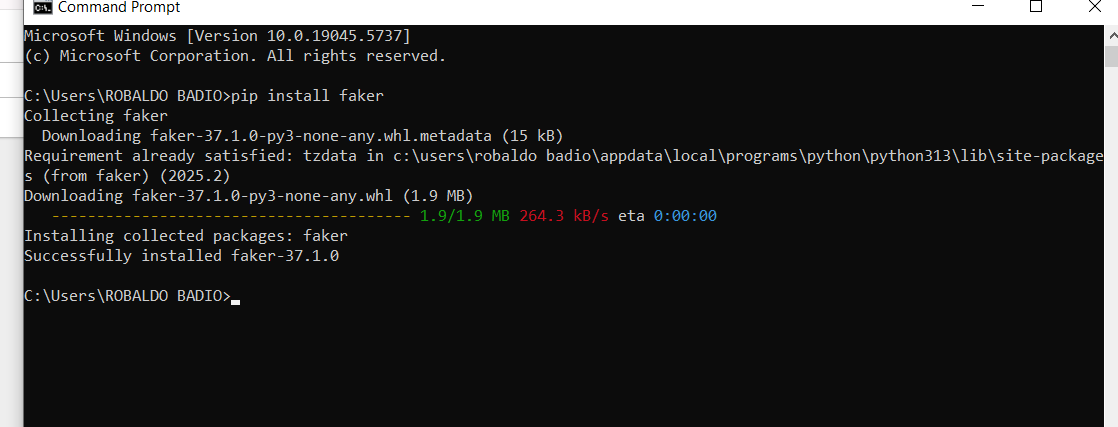 Command Prompt
Microsoft Windows [Version 10.0.19045.5737]
(c) Microsoft Corporation. All rights reserved.
C:\Users\ROBALDO BADIO>pip install faker
Collecting faker
  Downloading faker-37.1.0-py3-none-any.whl.metadata (15 kB)
Requirement already satisfied: tzdata in c:\users\robaldo badio\appdata\local\programs\python\python313\lib\site-package
s (from faker) (2025.2)
Downloading faker-37.1.0-py3-none-any.whl (1.9 MB)
   ---------------------------------------- 1.9/1.9 MB 264.3 kB/s eta 0:00:00
Installing collected packages: faker
Successfully installed faker-37.1.0
C:\Users\ROBALDO BADIO>